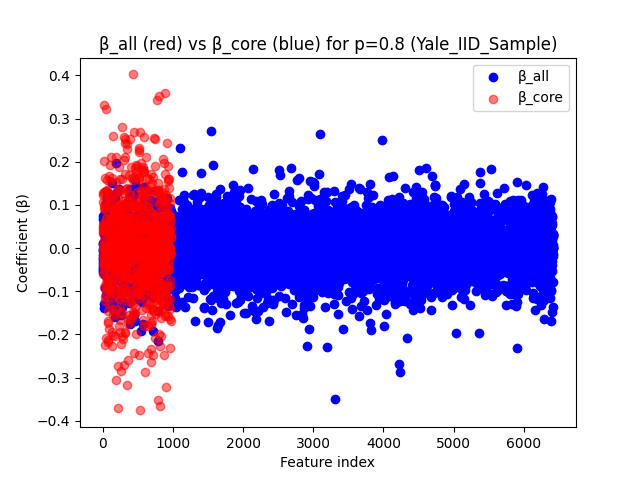 β_all (red) vs β_core (blue) for p=0.8 (Yale_IID_Sample)
β_all
β_core
Coefficient (β)
0.4
0.3
0.2
0.1
0.0
−0.1
−0.2
−0.3
−0.4
0 1000 2000 3000 4000 5000 6000
Feature index